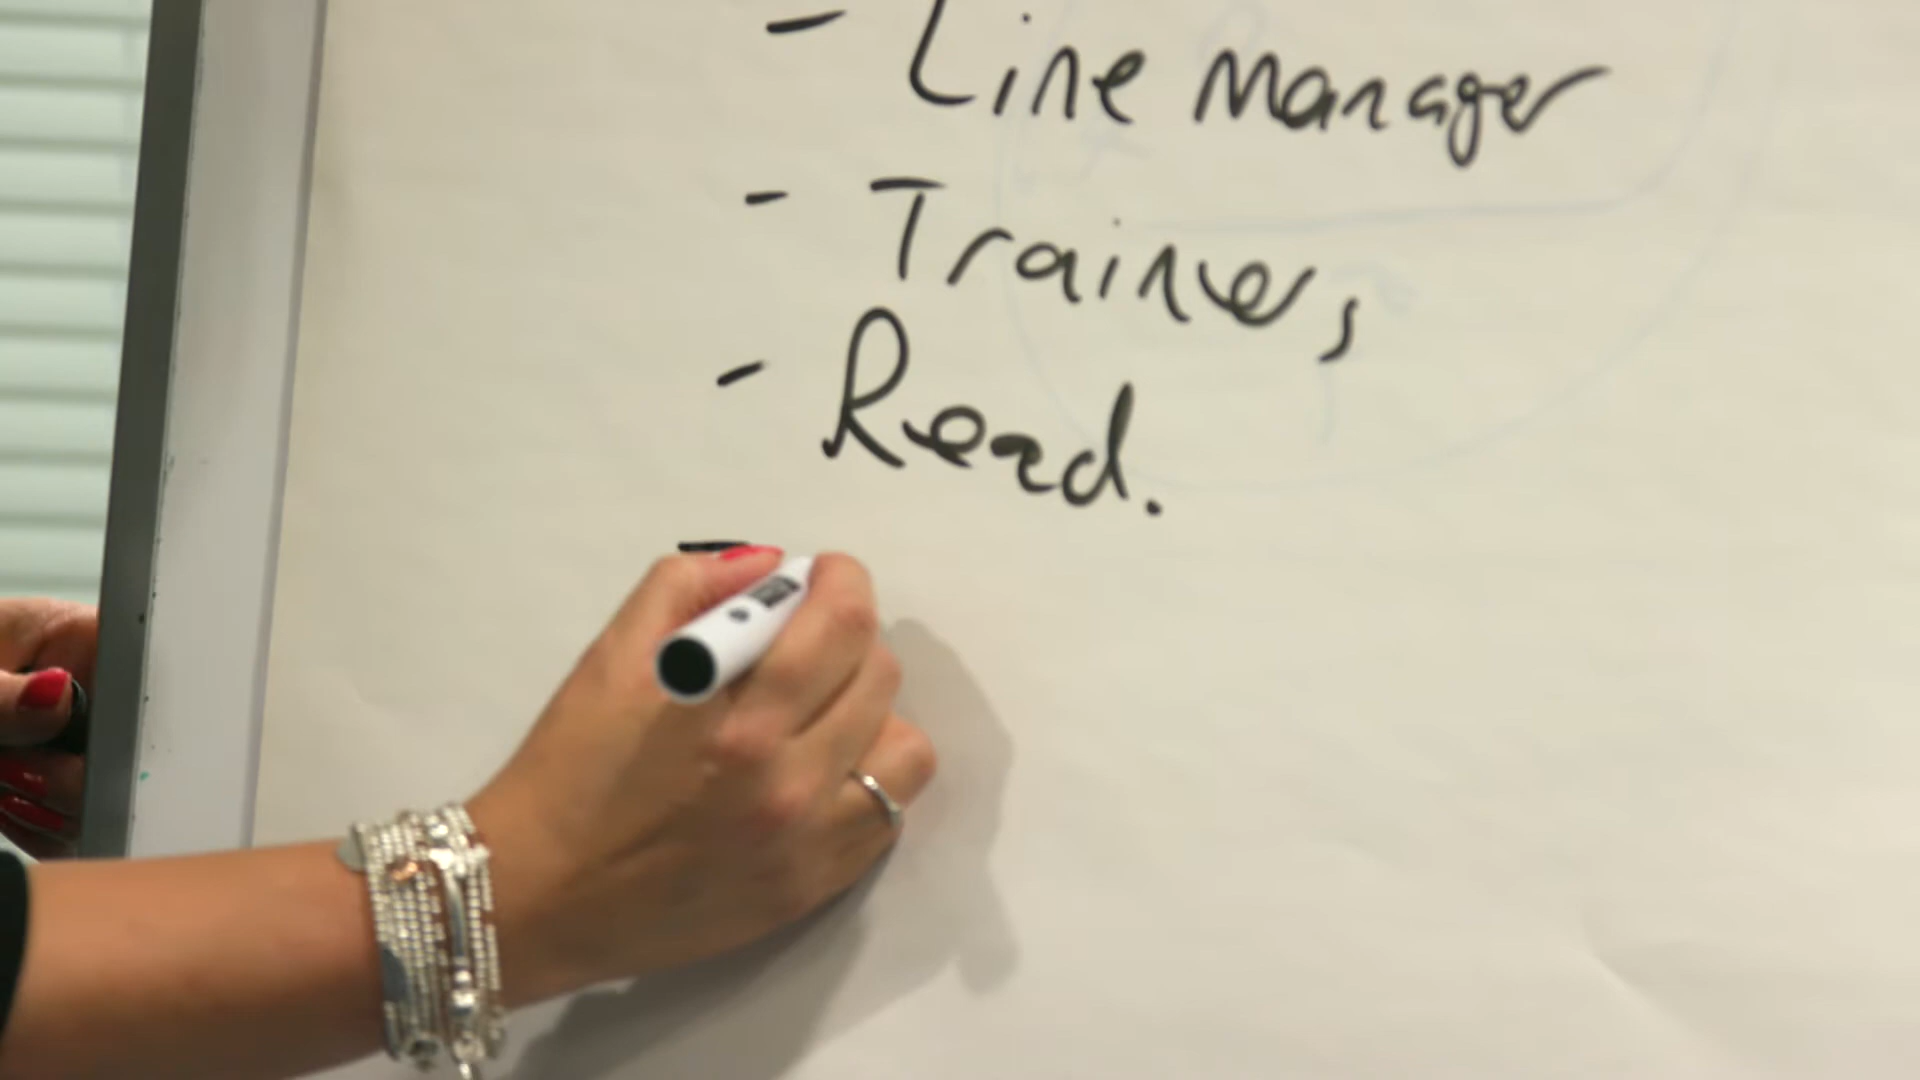 - Line Manager
- Trainer,
- Read.
-